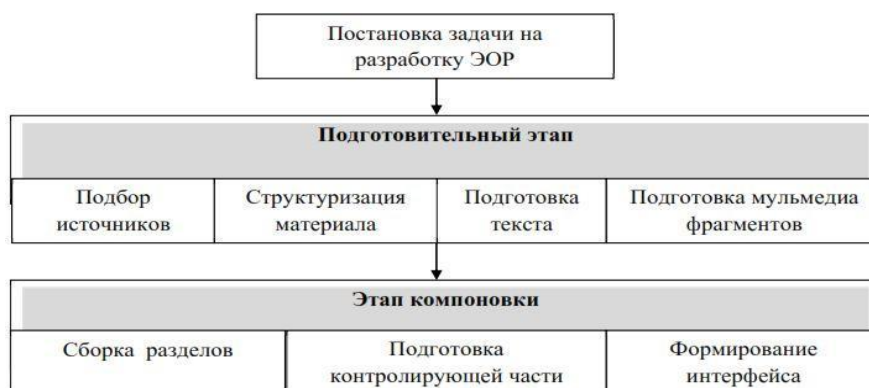 Постановка задачи на
разработку ЭОР
Подготовительный этап
Подбор
источников
Структуризация
материала
Подготовка
текста
Подготовка мульмедиа
фрагментов
Этап компоновки
Сборка разделов
Подготовка
контролирующей части
Формирование
интерфейса